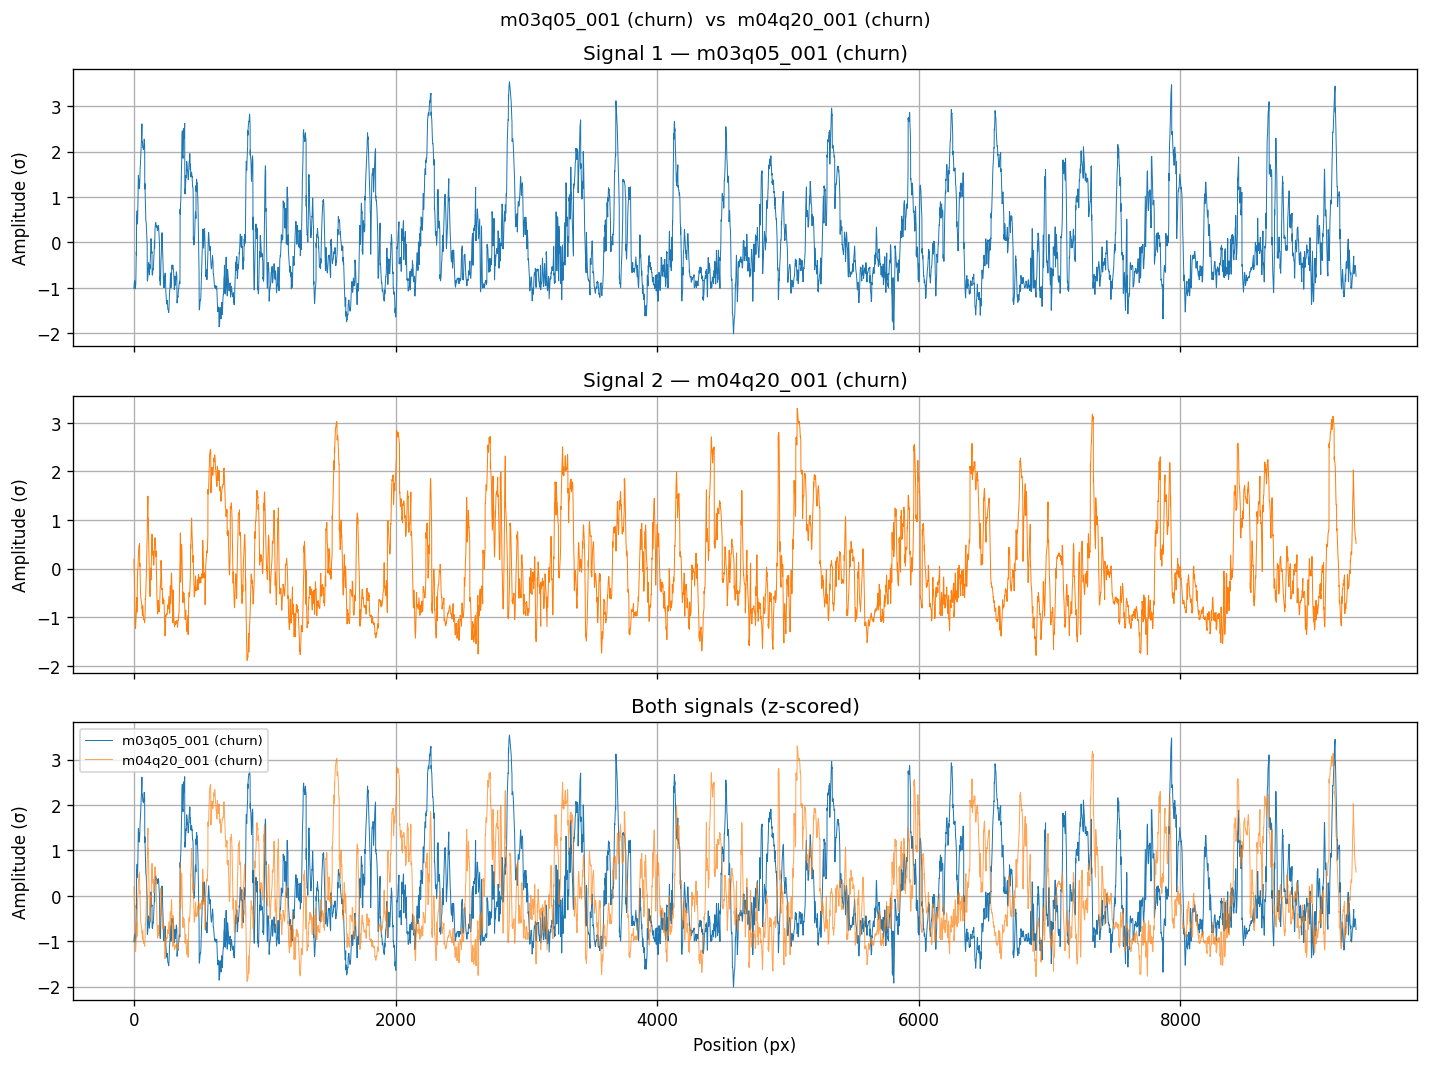 m03q05_001 (churn)  vs  m04q20_001 (churn)
Signal 1 — m03q05_001 (churn)
Amplitude (σ)
3
2
1
0
−1
−2
Signal 2 — m04q20_001 (churn)
Amplitude (σ)
3
2
1
0
−1
−2
Both signals (z-scored)
m03q05_001 (churn)
m04q20_001 (churn)
Amplitude (σ)
3
2
1
0
−1
−2
0 2000 4000 6000 8000
Position (px)